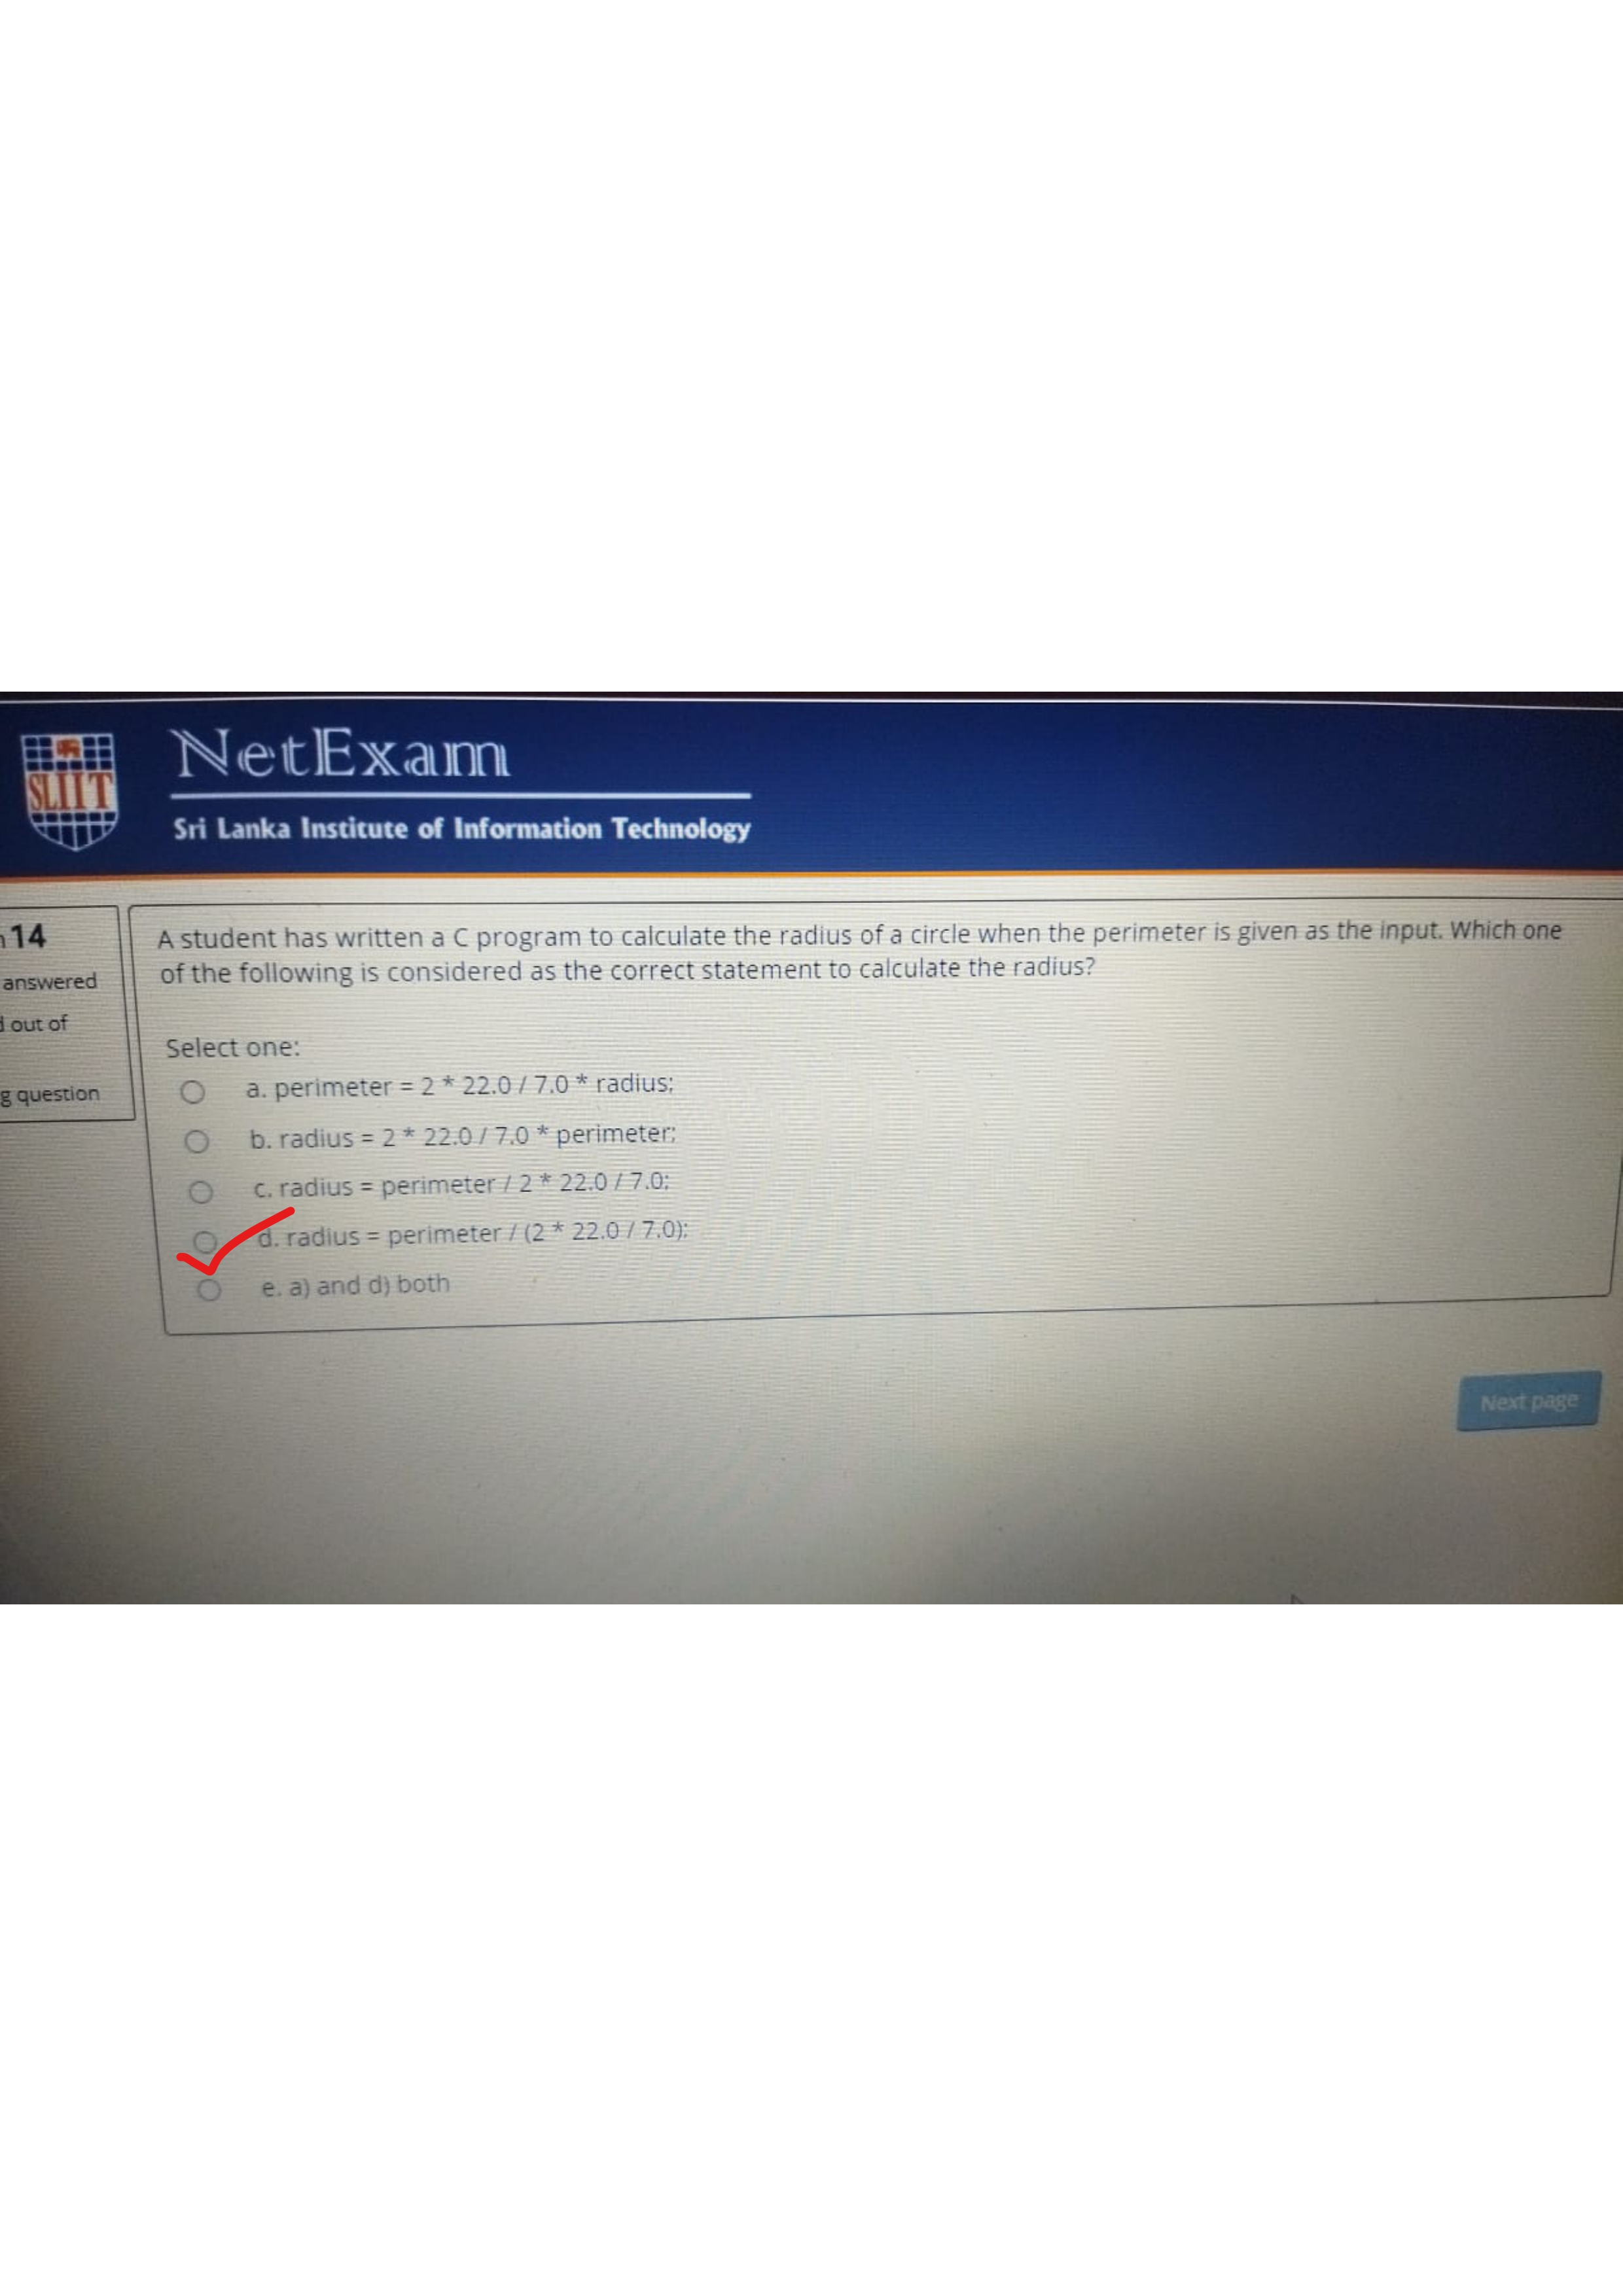 SLIIT
NetExam
Sri Lanka Institute of Information Technology
14
answered
out of
question
A student has written a C program to calculate the radius of a circle when the perimeter is given as the input. Which one
of the following is considered as the correct statement to calculate the radius?
Select one:
a. perimeter = 2 * 22.0 / 7.0 * radius;
b. radius = 2 * 22.0 / 7.0 * perimeter;
c. radius = perimeter / 2 * 22.0 / 7.0;
d. radius = perimeter / (2 * 22.0 / 7.0);
e. a) and d) both
Next page